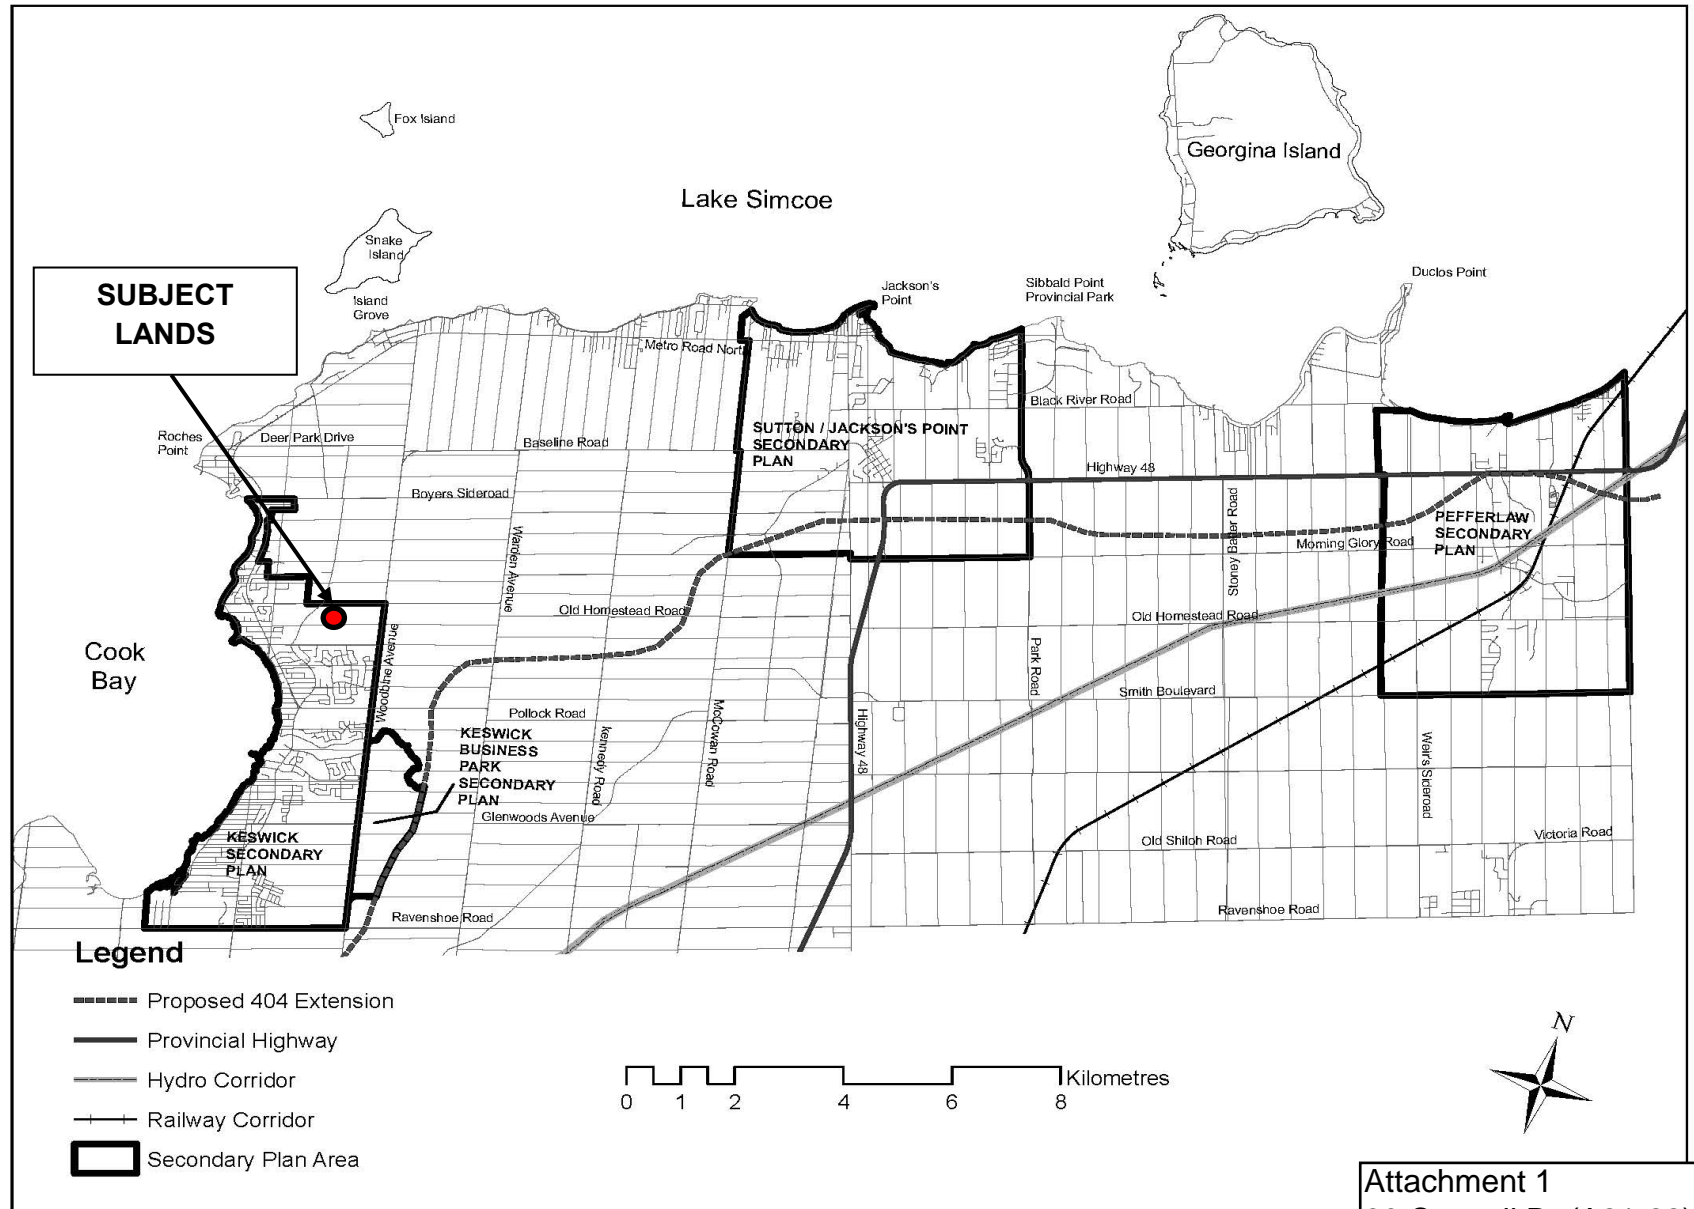 Fox Island
Georgina Island
Lake Simcoe
Snake
Island
SUBJECT
LANDS
Island
Grove
Jackson's
Point
Sibbald Point
Provincial Park
Duclos Point
Metro Road North
Black River Road
Roches
Point
Deer Park Drive
Baseline Road
SUTTON / JACKSON'S POINT
SECONDARY
PLAN
Highway 48
Boyers Sideroad
Warden Avenue
Stoney Batter Road
Morning Glory Road
PEFFERLAW
SECONDARY
PLAN
Old Homestead Road
Old Homestead Road
Cook
Bay
Woodbine Avenue
Park Road
Smith Boulevard
Pollock Road
McCowan Road
Highway 48
kennedy Road
Weir's Sideroad
KESWICK
BUSINESS
PARK
SECONDARY
PLAN
Glenwoods Avenue
KESWICK
SECONDARY
PLAN
Old Shiloh Road
Victoria Road
Ravenshoe Road
Ravenshoe Road
Legend
Proposed 404 Extension
Provincial Highway
Hydro Corridor
Railway Corridor
Secondary Plan Area
Kilometres
0 1 2 4 6 8
N
Attachment 1